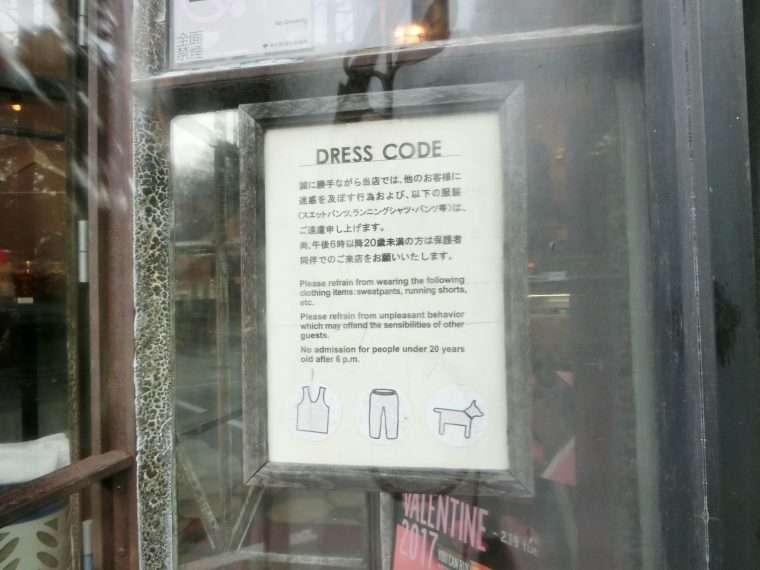 No Smoking
全面
禁煙
DRESS CODE
誠に勝手ながら当店では、他のお客様に
迷惑を及ぼす行為および、以下の服装
(スエットパンツ、ランニングシャツ・パンツ等)は、
ご遠慮申し上げます。
尚、午後6時以降20歳未満の方は保護者
同伴でのご来店をお願いいたします。
Please refrain from wearing the following
clothing items:sweatpants, running shorts,
etc.
Please refrain from unpleasant behavior
which may offend the sensibilities of other
guests.
No admission for people under 20 years
old after 6 p.m.
VALENTINE
2017
- 2.14 tue
YOU CAN